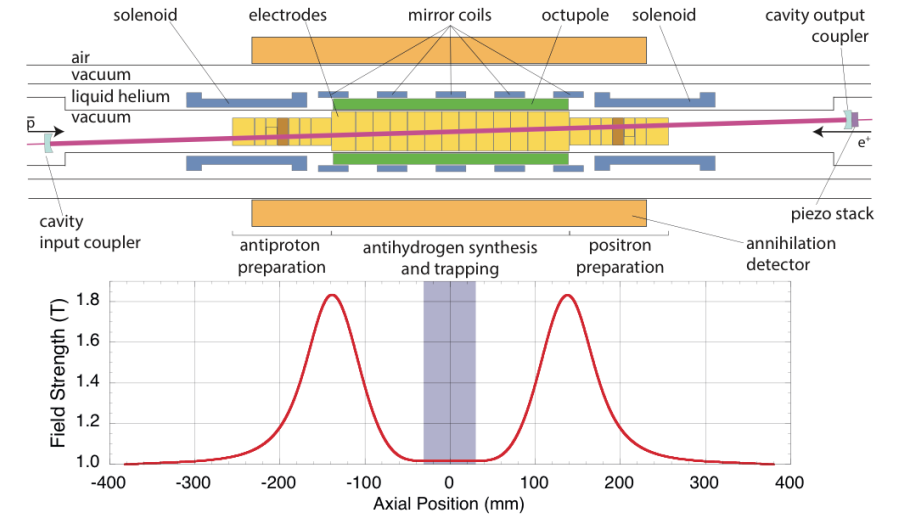 solenoid
electrodes
mirror coils
octupole
solenoid
cavity output
coupler
air
vacuum
liquid helium
vacuum
p̅
e⁺
cavity
input coupler
piezo stack
antiproton
preparation
antihydrogen synthesis
and trapping
positron
preparation
annihilation
detector
Field Strength (T)
1.8
1.6
1.4
1.2
1.0
-400
-300
-200
-100
0
100
200
300
400
Axial Position (mm)